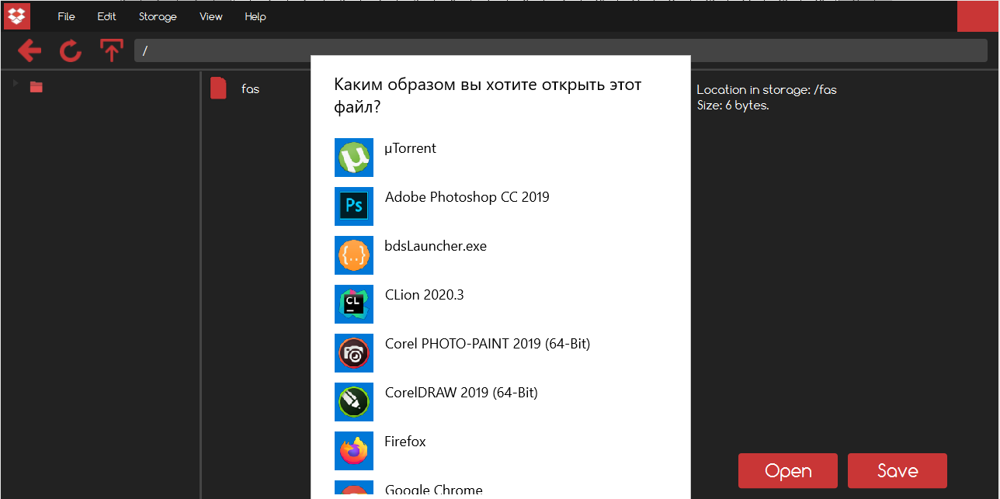 File Edit Storage View Help
/
fas
Каким образом вы хотите открыть этот
файл?
µTorrent
Ps
Adobe Photoshop CC 2019
{..}
bdsLauncher.exe
CL
CLion 2020.3
Corel PHOTO-PAINT 2019 (64-Bit)
CorelDRAW 2019 (64-Bit)
Firefox
Google Chrome
Location in storage: /fas
Size: 6 bytes.
Open Save